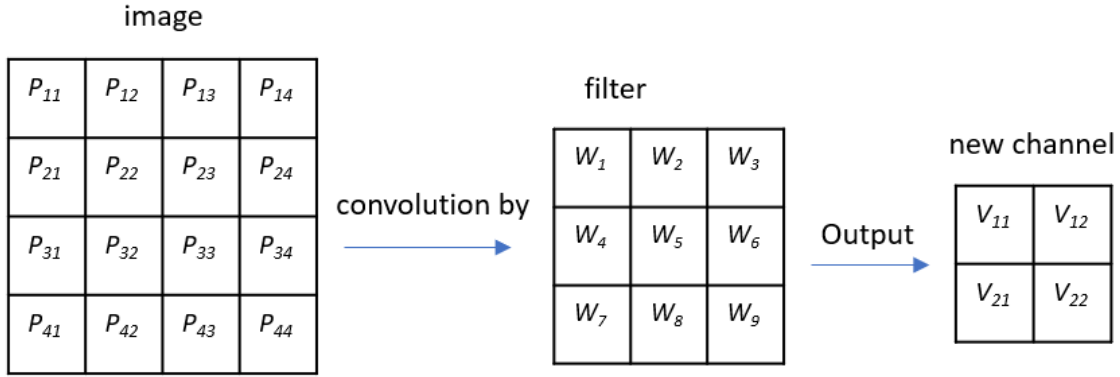 image
P11 P12 P13 P14
P21 P22 P23 P24
P31 P32 P33 P34
P41 P42 P43 P44
convolution by
filter
W1 W2 W3
W4 W5 W6
W7 W8 W9
Output
new channel
V11 V12
V21 V22